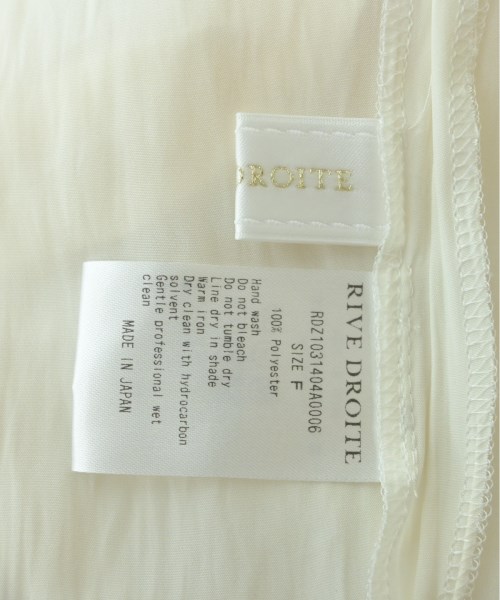 DROITE
RIVE DROITE
RDZ1031404A0006
SIZE F
100% Polyester
Hand wash
Do not bleach
Do not tumble dry
Line dry in shade
Warm iron
Dry clean with hydrocarbon
solvent
Gentle professional wet
clean
MADE IN JAPAN